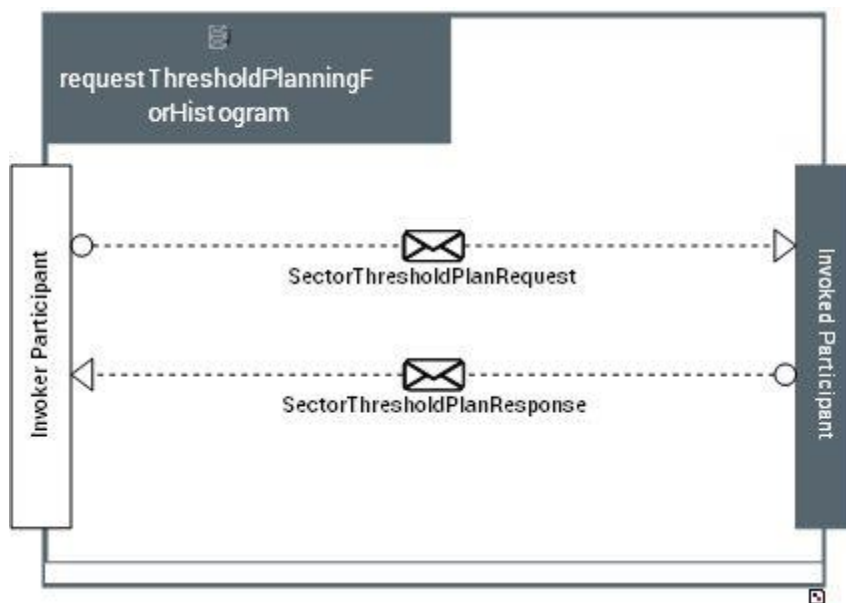 requestThresholdPlanningF
orHistogram
SectorThresholdPlanRequest
Invoker Participant
Invoked Participant
SectorThresholdPlanResponse